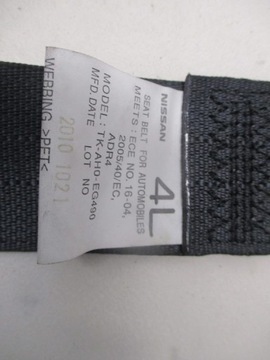 NISSAN
4L
SEAT BELT FOR AUTOMOBILES
MEETS: ECE NO. 16-04,
2005/40/EC,
ADR4
MODEL: TK-AH0-EG490
MFD. DATE LOT NO
2010 1021
WEBBING >PET<